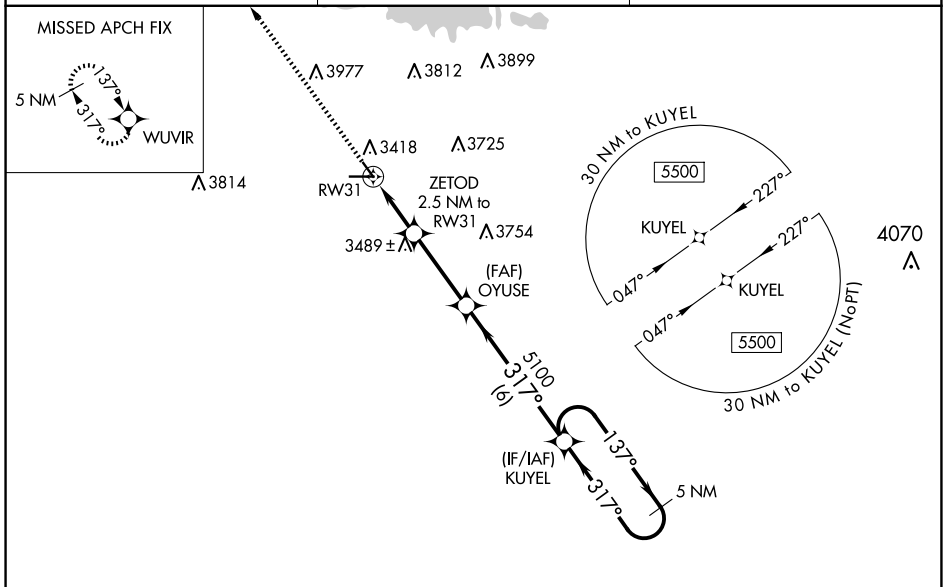 MISSED APCH FIX
5 NM
137°
317°
WUVIR
3977
3812
3899
3418
3725
3814
RW31
ZETOD
2.5 NM to
RW31
3489 ±
3754
(FAF)
OYUSE
5100
317°
(6)
(IF/IAF)
KUYEL
137°
317°
5 NM
30 NM to KUYEL
5500
227°
KUYEL
047°
227°
KUYEL
047°
5500
30 NM to KUYEL (NoPT)
4070